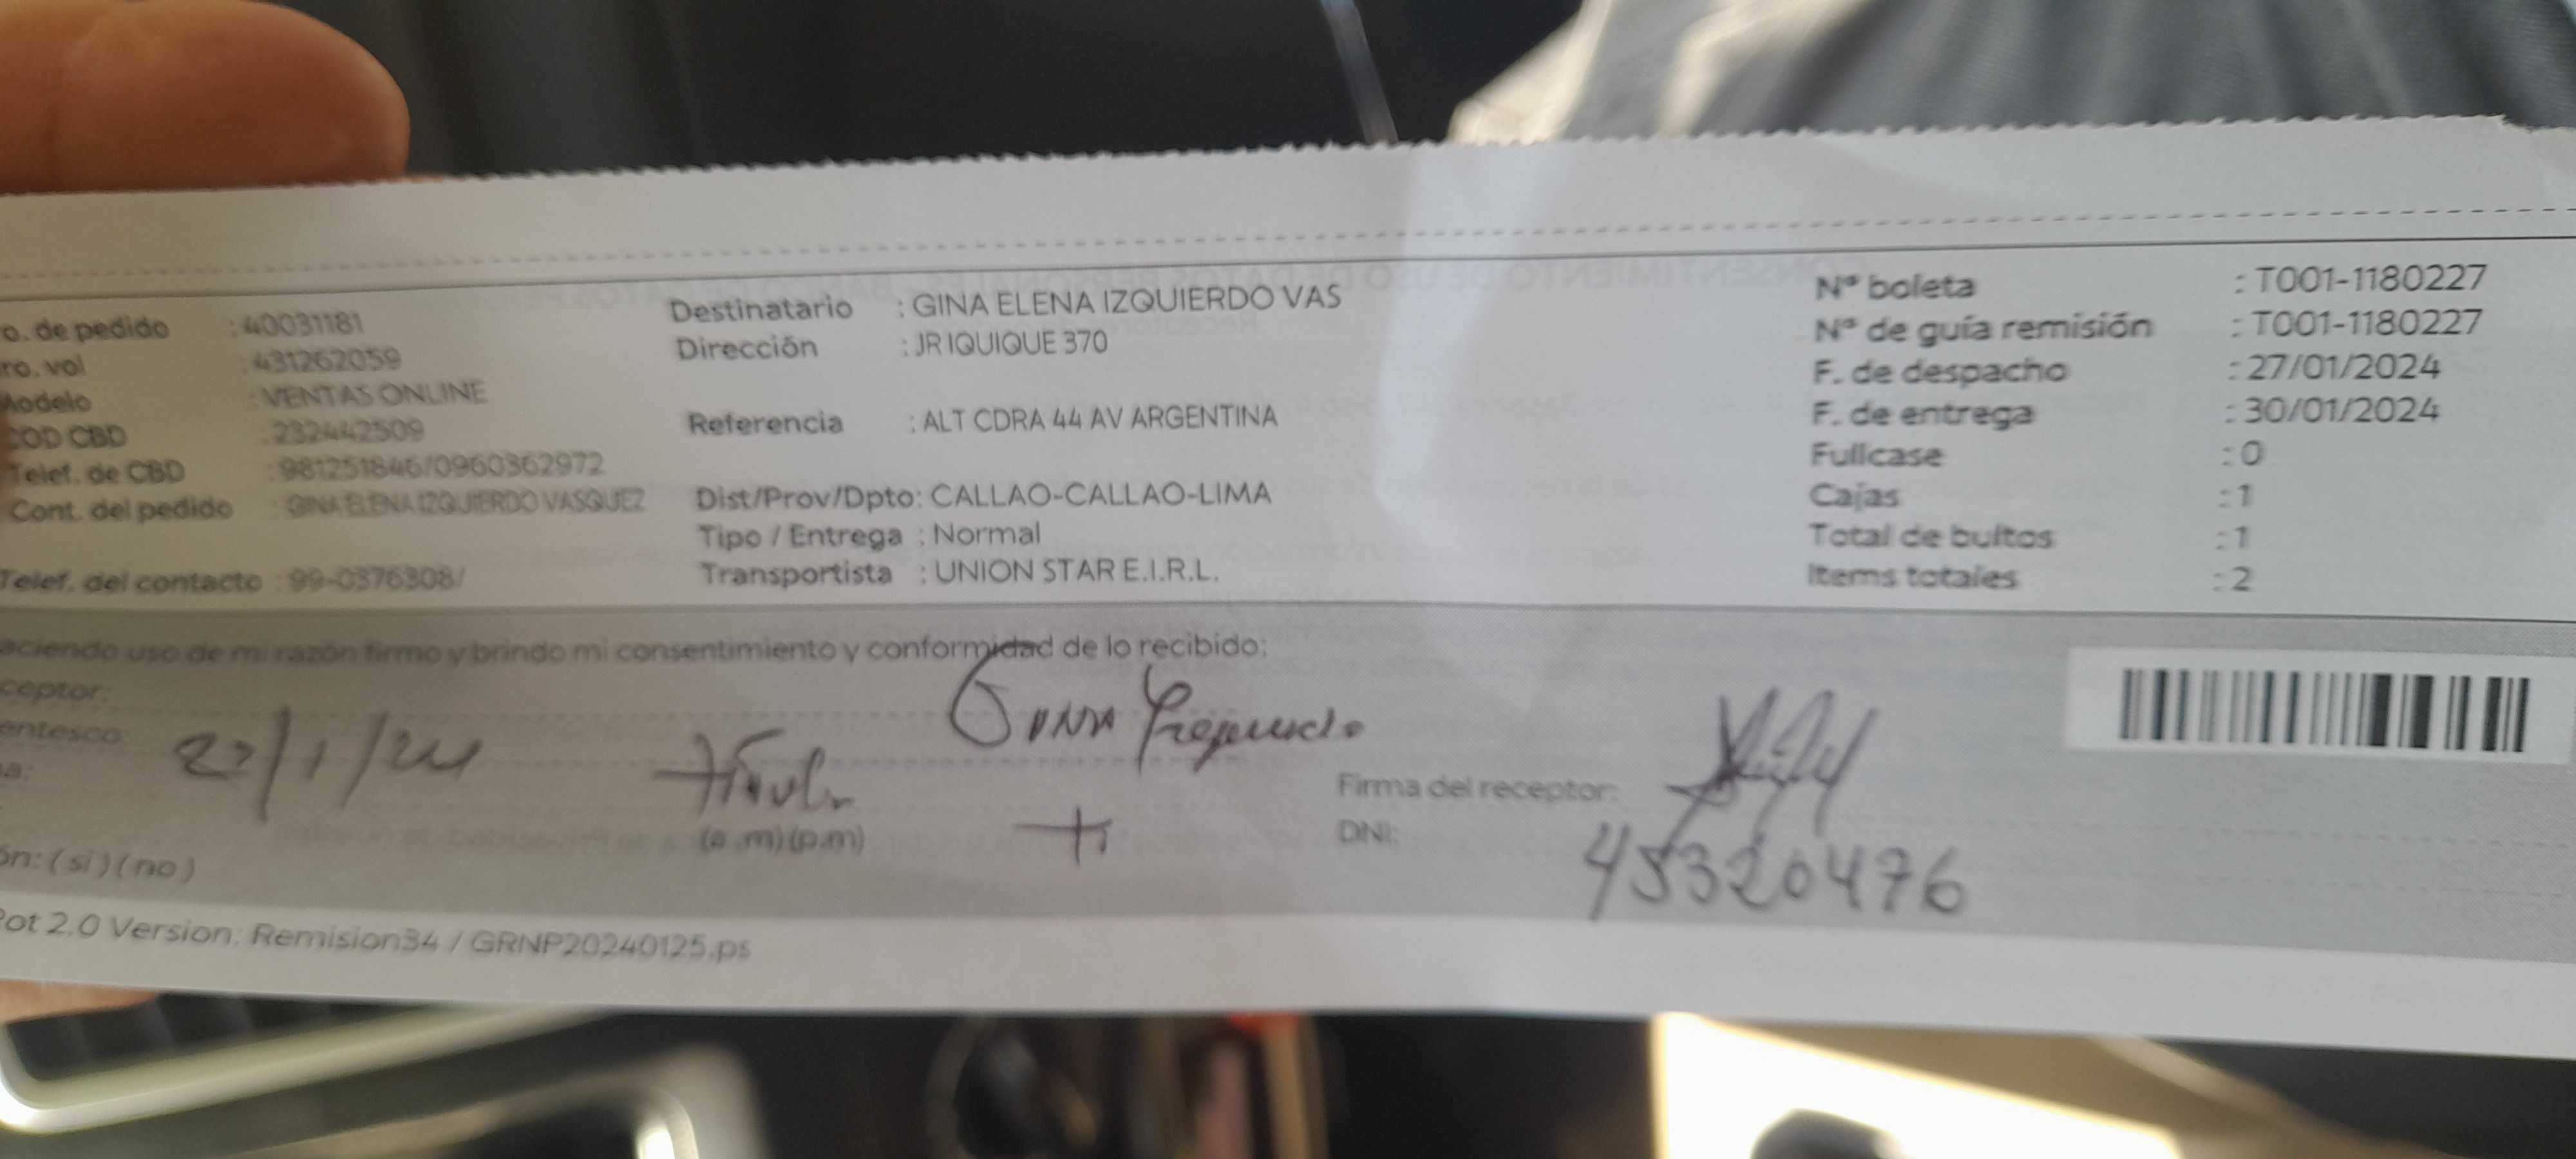 o. de pedido : 40031181
ro. vol : 431262059
Modelo : VENTAS ONLINE
COD CBD : 232442509
Telef. de CBD : 981251846/0960362972
Cont. del pedido : GINA ELENA IZQUIERDO VASQUEZ
Telef. del contacto : 99-0376308/
Destinatario : GINA ELENA IZQUIERDO VAS
Dirección : JR IQUIQUE 370
Referencia : ALT CDRA 44 AV ARGENTINA
Dist/Prov/Dpto: CALLAO-CALLAO-LIMA
Tipo / Entrega : Normal
Transportista : UNION STAR E.I.R.L.
Nº boleta : T001-1180227
Nº de guía remisión : T001-1180227
F. de despacho : 27/01/2024
F. de entrega : 30/01/2024
Fullcase : 0
Cajas : 1
Total de bultos : 1
Items totales : 2
aciendo uso de mi razón firmo y brindo mi consentimiento y conformidad de lo recibido:
ceptor:
entesco:
a:
(a.m) (p.m)
Firma del receptor:
DNI: 45320476
ón: ( si ) ( no )
Pot 2.0 Version: Remision34 / GRNP20240125.ps